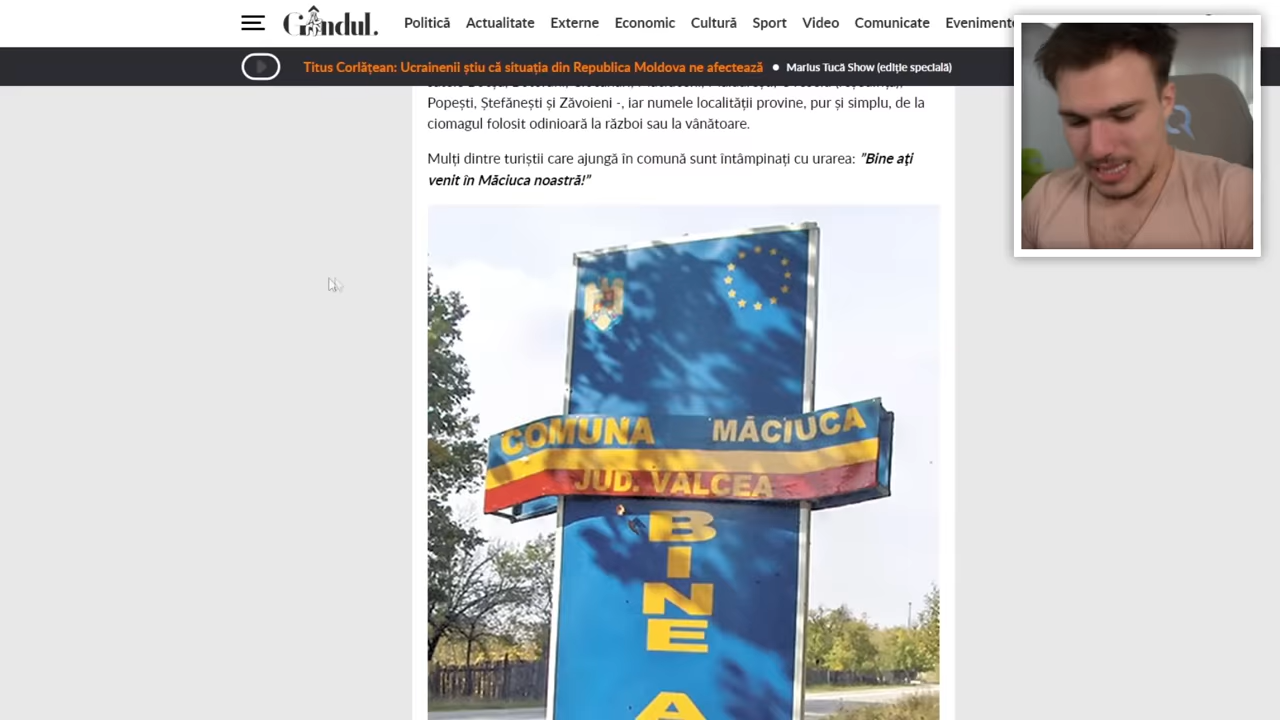 Gândul.
Politică Actualitate Externe Economic Cultură Sport Video Comunicate Evenimente
Titus Corlățean: Ucrainenii știu că situația din Republica Moldova ne afectează • Marius Tucă Show (ediție specială)
Popești, Ștefănești și Zăvoieni -, iar numele localității provine, pur și simplu, de la
ciomagul folosit odinioară la război sau la vânătoare.
Mulți dintre turiștii care ajungă în comună sunt întâmpinați cu urarea: ”Bine ați
venit în Măciuca noastră!”
COMUNA MĂCIUCA
JUD. VALCEA
B
I
N
E
A